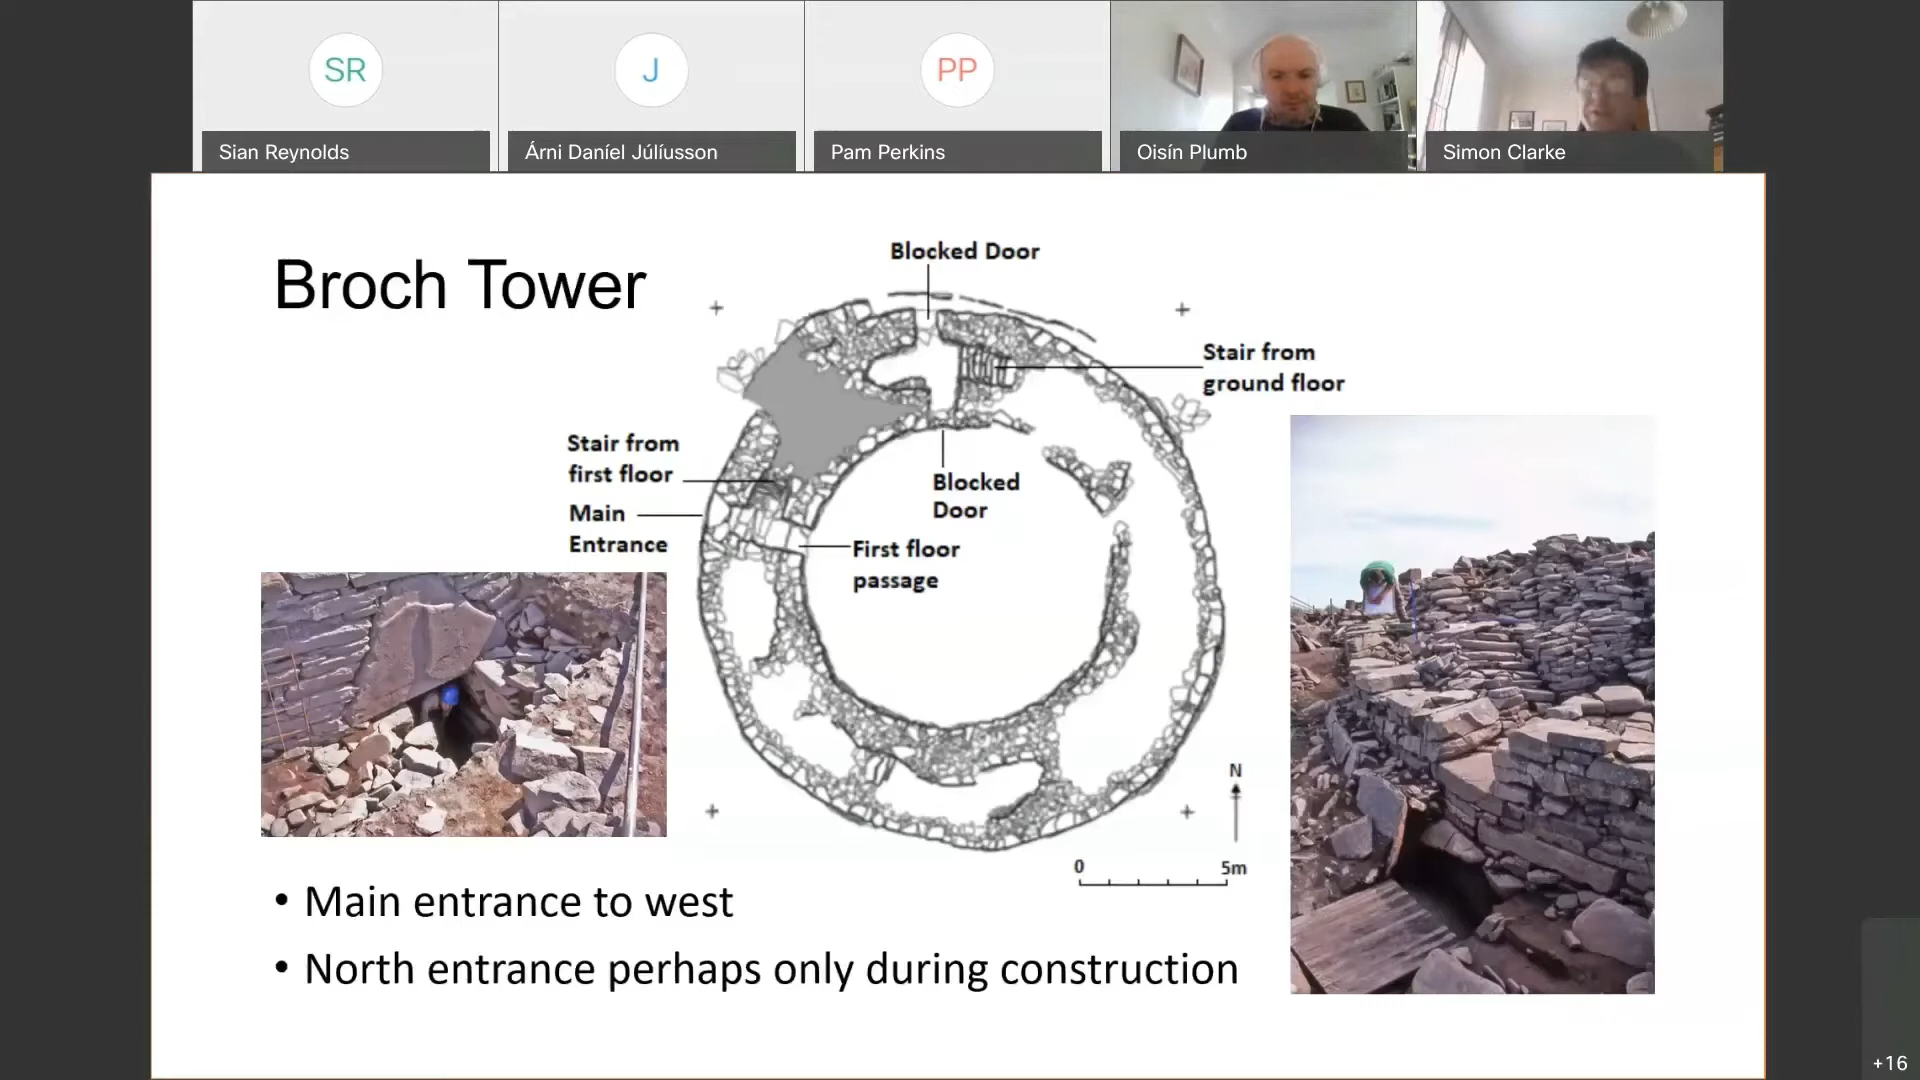 SR
J
PP
Sian Reynolds
Árni Daníel Júlíusson
Pam Perkins
Oisín Plumb
Simon Clarke
Broch Tower
Blocked Door
Stair from
ground floor
Stair from
first floor
Main
Entrance
Blocked
Door
First floor
passage
N
0 5m
• Main entrance to west
• North entrance perhaps only during construction
+16